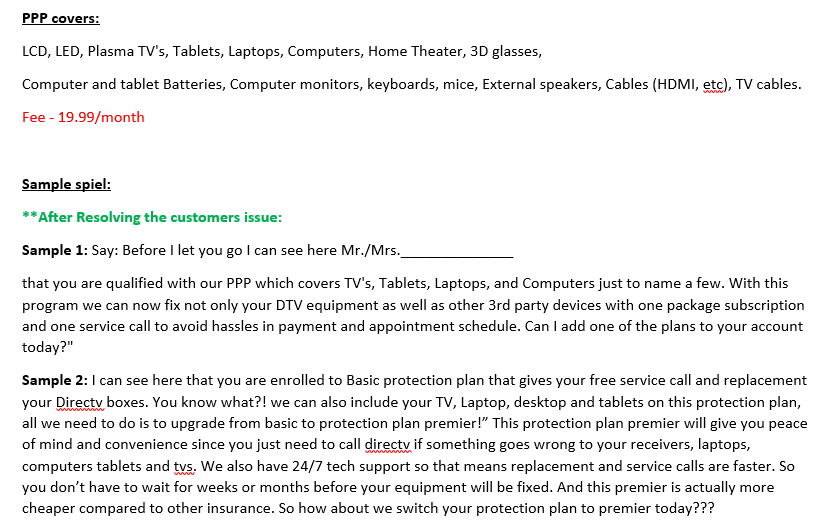 PPP covers:
LCD, LED, Plasma TV's, Tablets, Laptops, Computers, Home Theater, 3D glasses,
Computer and tablet Batteries, Computer monitors, keyboards, mice, External speakers, Cables (HDMI, etc), TV cables.
Fee - 19.99/month
Sample spiel:
**After Resolving the customers issue:
Sample 1: Say: Before I let you go I can see here Mr./Mrs._______________
that you are qualified with our PPP which covers TV's, Tablets, Laptops, and Computers just to name a few. With this
program we can now fix not only your DTV equipment as well as other 3rd party devices with one package subscription
and one service call to avoid hassles in payment and appointment schedule. Can I add one of the plans to your account
today?"
Sample 2: I can see here that you are enrolled to Basic protection plan that gives your free service call and replacement
your Directv boxes. You know what?! we can also include your TV, Laptop, desktop and tablets on this protection plan,
all we need to do is to upgrade from basic to protection plan premier!” This protection plan premier will give you peace
of mind and convenience since you just need to call directv if something goes wrong to your receivers, laptops,
computers tablets and tvs. We also have 24/7 tech support so that means replacement and service calls are faster. So
you don’t have to wait for weeks or months before your equipment will be fixed. And this premier is actually more
cheaper compared to other insurance. So how about we switch your protection plan to premier today???